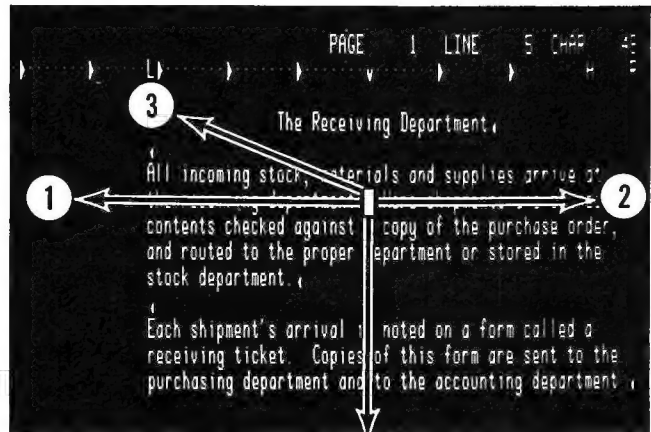 PAGE 1 LINE 5 CHAR 45
L
3
The Receiving Department
All incoming stock, materials and supplies arrive at
1
2
contents checked against copy of the purchase order,
and routed to the proper department or stored in the
stock department.
Each shipment's arrival is noted on a form called a
receiving ticket. Copies of this form are sent to the
purchasing department and to the accounting department